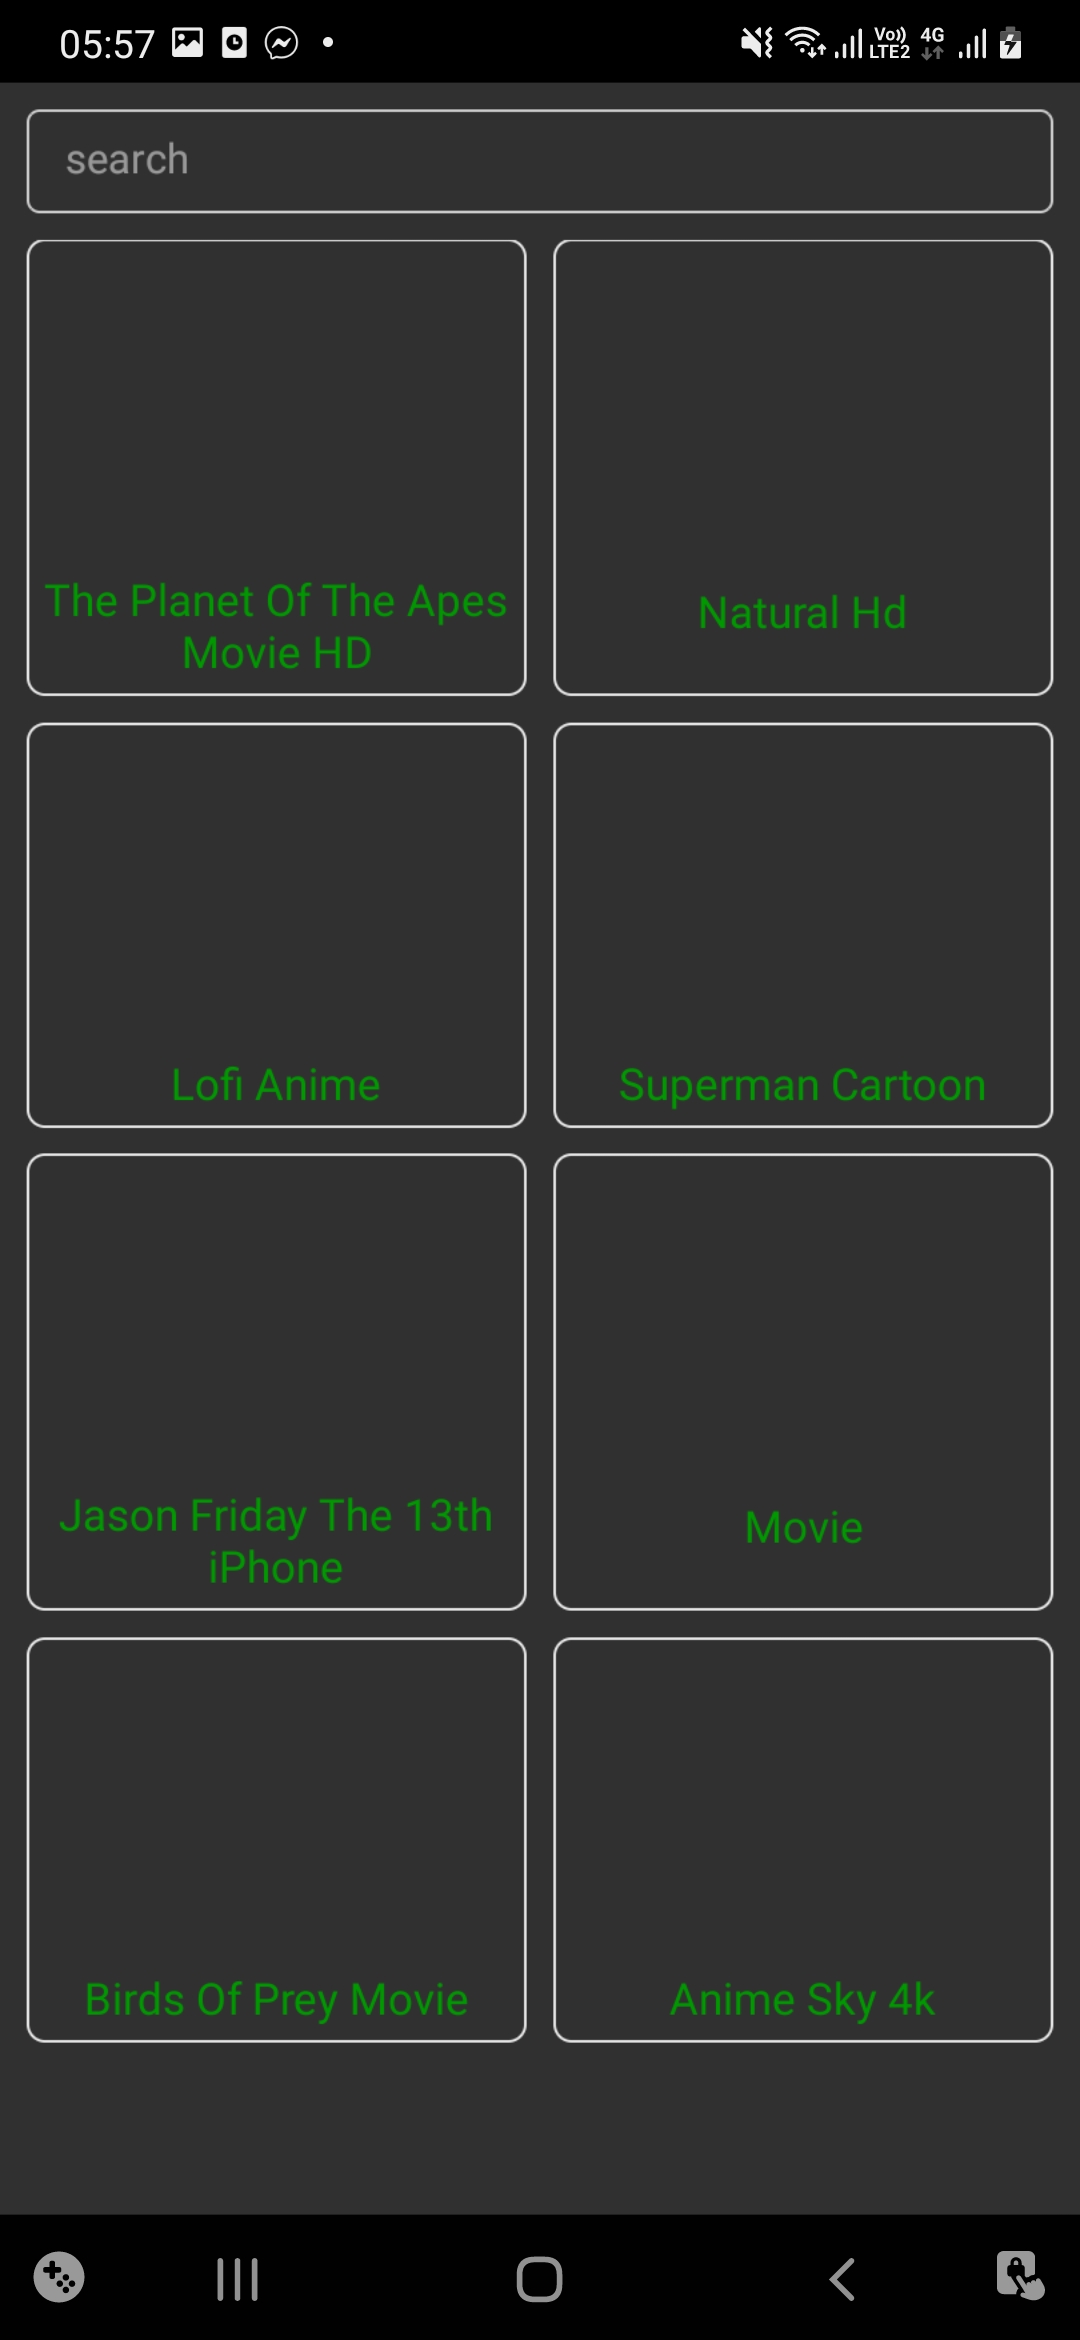 05:57
Vo))
LTE2
4G
search
The Planet Of The Apes
Movie HD
Natural Hd
Lofi Anime
Superman Cartoon
Jason Friday The 13th
iPhone
Movie
Birds Of Prey Movie
Anime Sky 4k